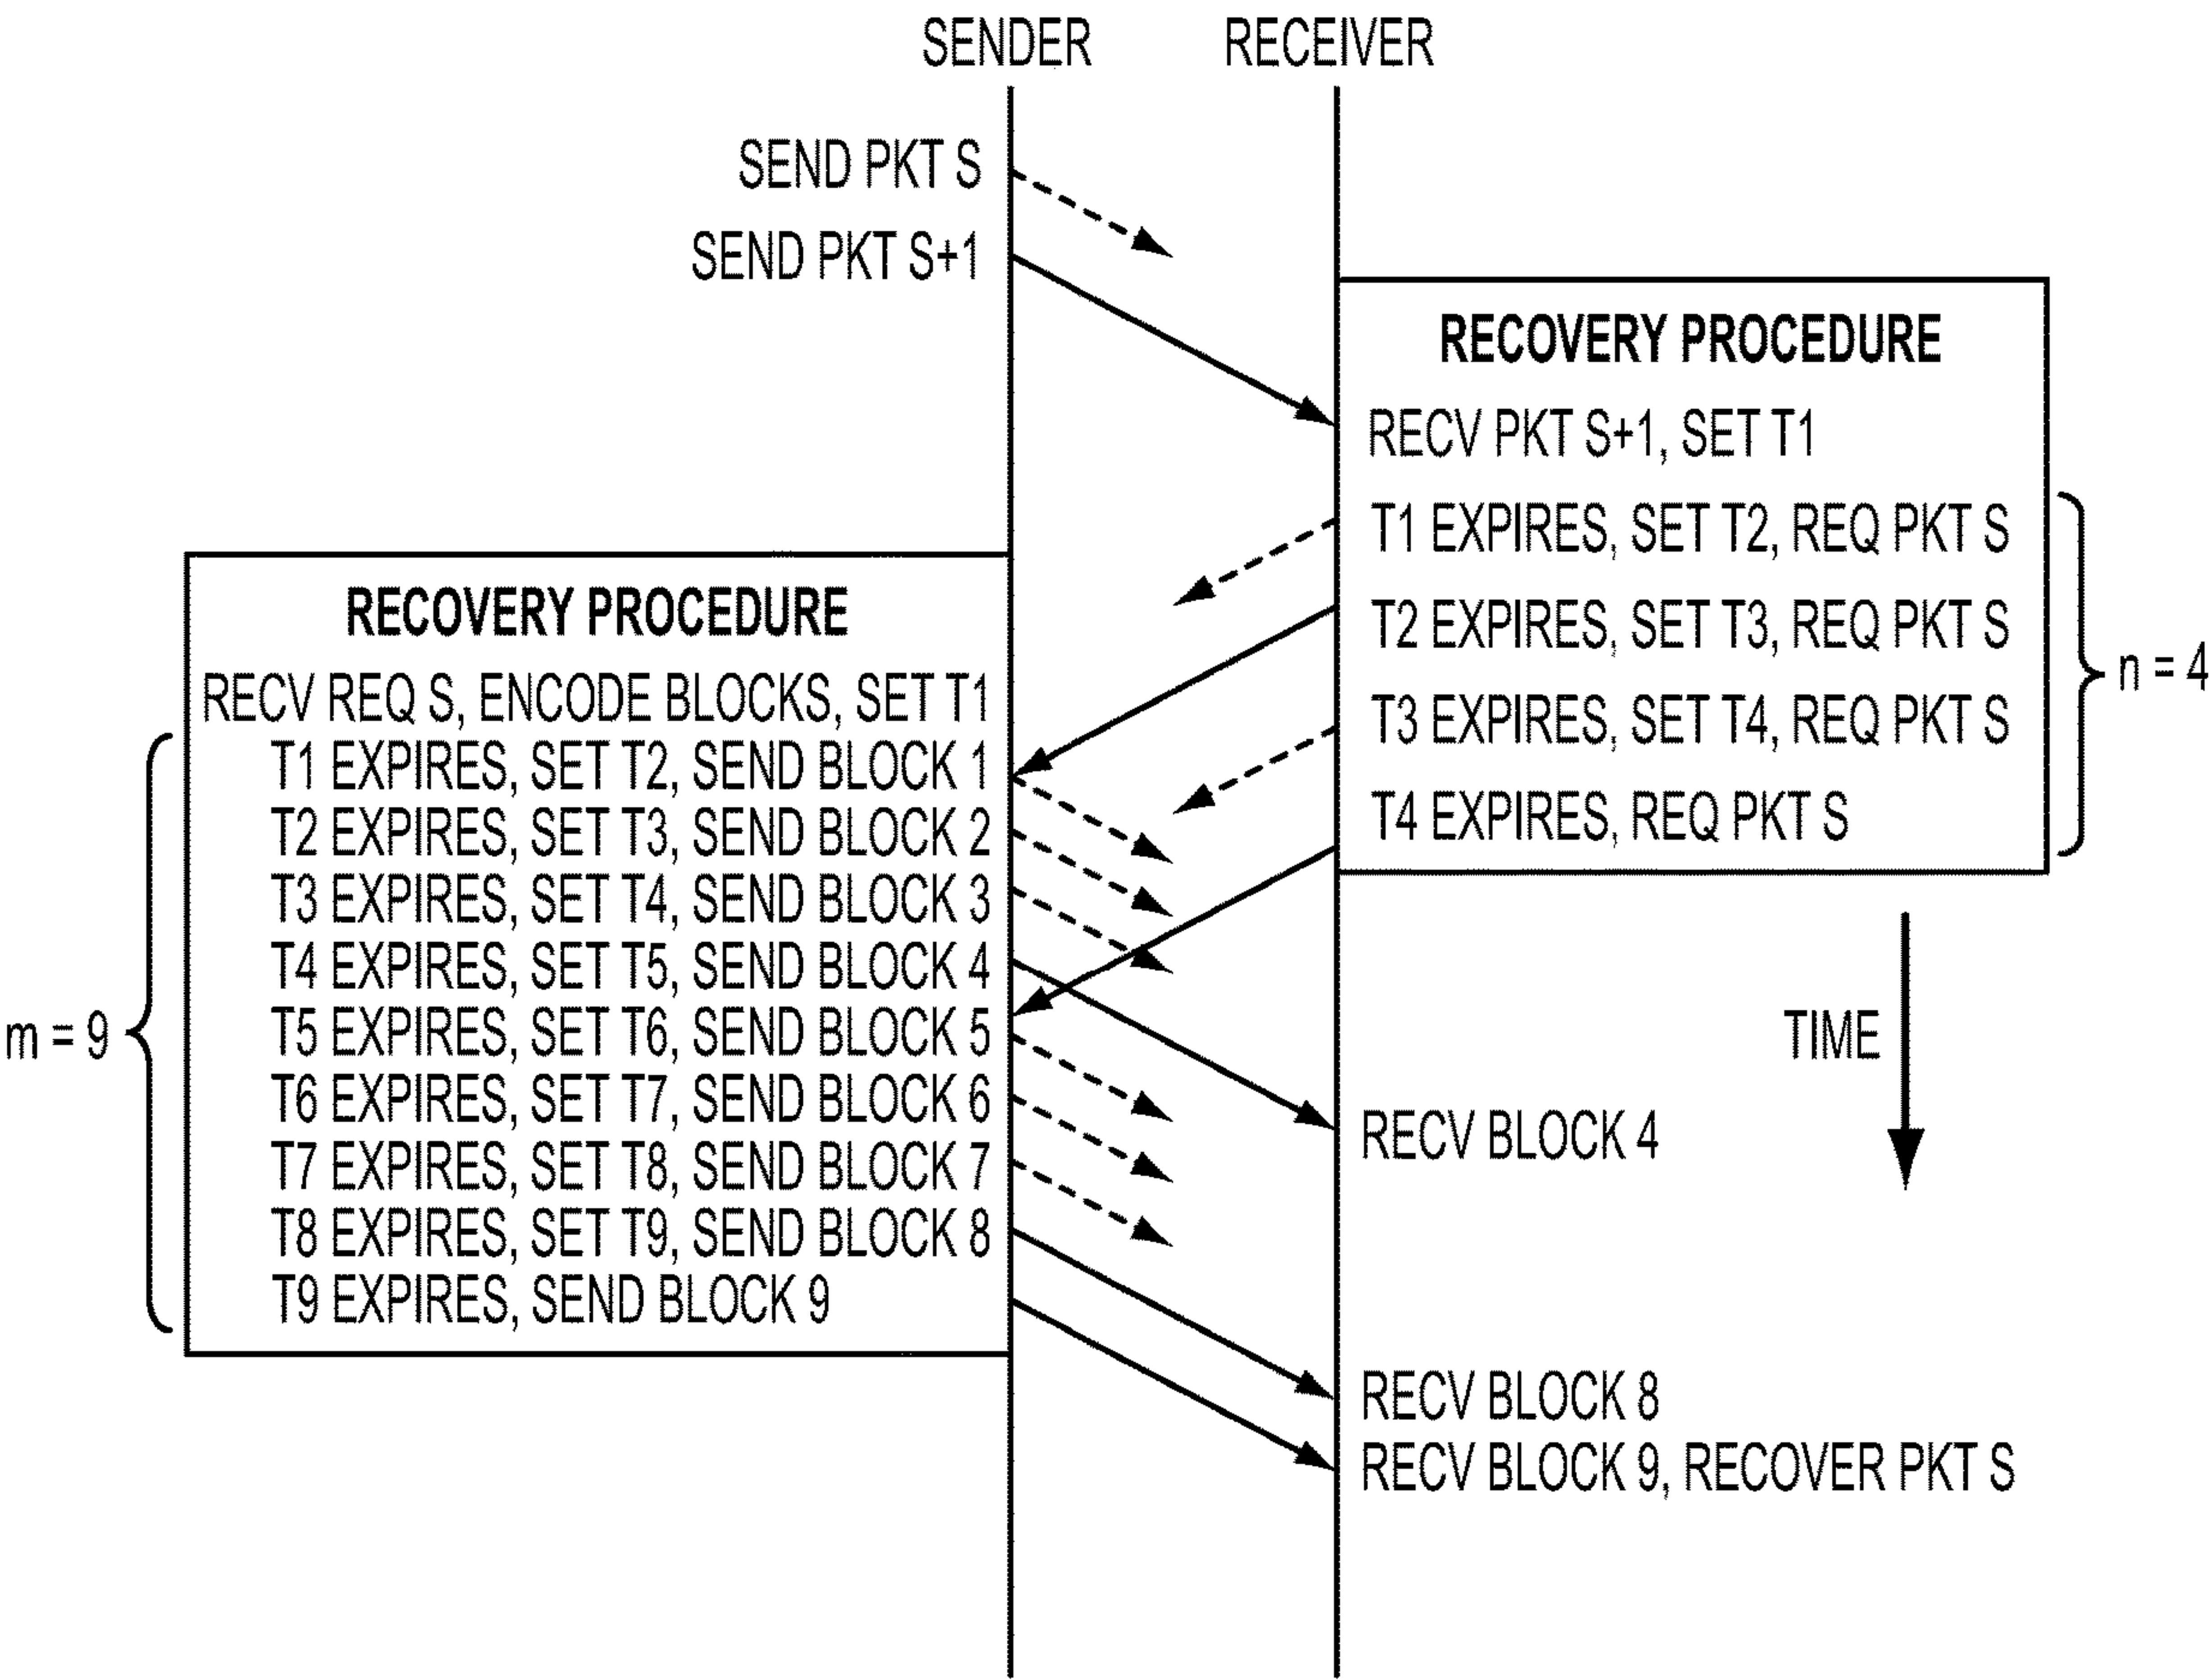 SENDER
RECEIVER
SEND PKT S
SEND PKT S+1
RECOVERY PROCEDURE
RECV PKT S+1, SET T1
T1 EXPIRES, SET T2, REQ PKT S
T2 EXPIRES, SET T3, REQ PKT S
T3 EXPIRES, SET T4, REQ PKT S
T4 EXPIRES, REQ PKT S
n = 4
RECOVERY PROCEDURE
RECV REQ S, ENCODE BLOCKS, SET T1
T1 EXPIRES, SET T2, SEND BLOCK 1
T2 EXPIRES, SET T3, SEND BLOCK 2
T3 EXPIRES, SET T4, SEND BLOCK 3
T4 EXPIRES, SET T5, SEND BLOCK 4
T5 EXPIRES, SET T6, SEND BLOCK 5
T6 EXPIRES, SET T7, SEND BLOCK 6
T7 EXPIRES, SET T8, SEND BLOCK 7
T8 EXPIRES, SET T9, SEND BLOCK 8
T9 EXPIRES, SEND BLOCK 9
m = 9
TIME
RECV BLOCK 4
RECV BLOCK 8
RECV BLOCK 9, RECOVER PKT S